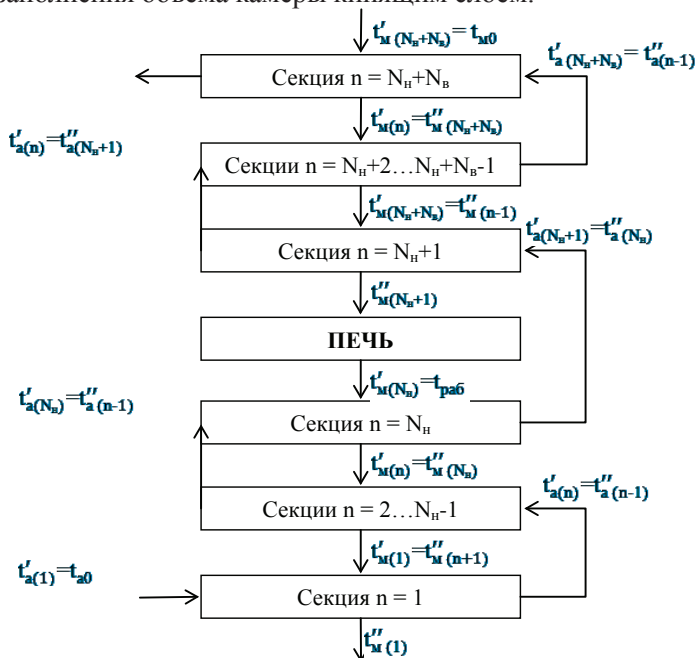 заполнения объема камеры кипящим слоем.
t′м (Nн+Nв)= tм0
t′а (Nн+Nв)= t″а(n-1)
Секция n = Nн+Nв
t′а(n)=t″а(Nн+1)
t′м(n)=t″м (Nн+Nв)
Секции n = Nн+2…Nн+Nв-1
t′м(Nн+Nв)=t″м (n-1)
t′а(Nн+1)=t″а (Nн)
Секция n = Nн+1
t″м(Nн+1)
ПЕЧЬ
t′м(Nн)=tраб
t′а(Nн)=t″а (n-1)
Секция n = Nн
t′м(n)=t″м (Nн)
t′а(n)=t″а (n-1)
Секции n = 2…Nн-1
t′м(1)=t″м (n+1)
t′а(1)=tа0
Секция n = 1
t″м (1)